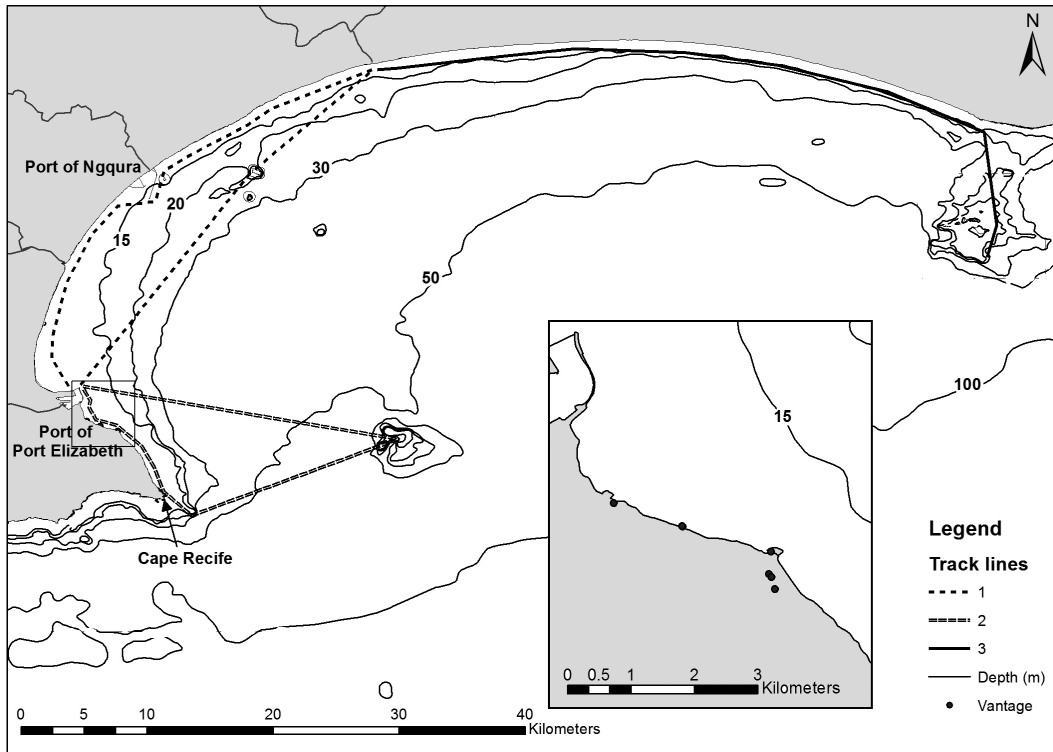 N
Port of Ngqura
30
20
15
50
100
Port of
Port Elizabeth
Cape Recife
15
0 0.5 1 2 3
Kilometers
Legend
Track lines
1
2
3
Depth (m)
Vantage
0 5 10 20 30 40
Kilometers